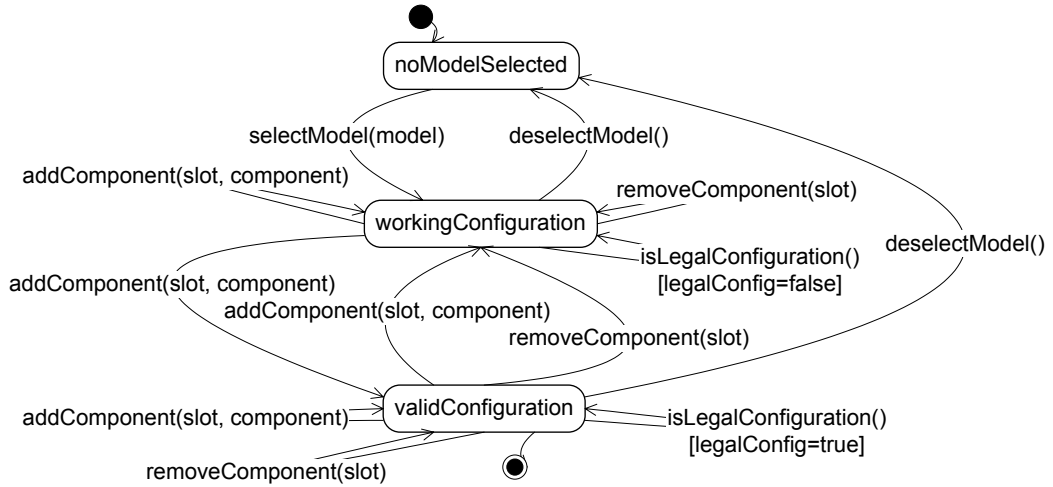 noModelSelected
selectModel(model)
deselectModel()
addComponent(slot, component)
removeComponent(slot)
workingConfiguration
deselectModel()
isLegalConfiguration()
[legalConfig=false]
addComponent(slot, component)
addComponent(slot, component)
removeComponent(slot)
validConfiguration
addComponent(slot, component)
isLegalConfiguration()
[legalConfig=true]
removeComponent(slot)